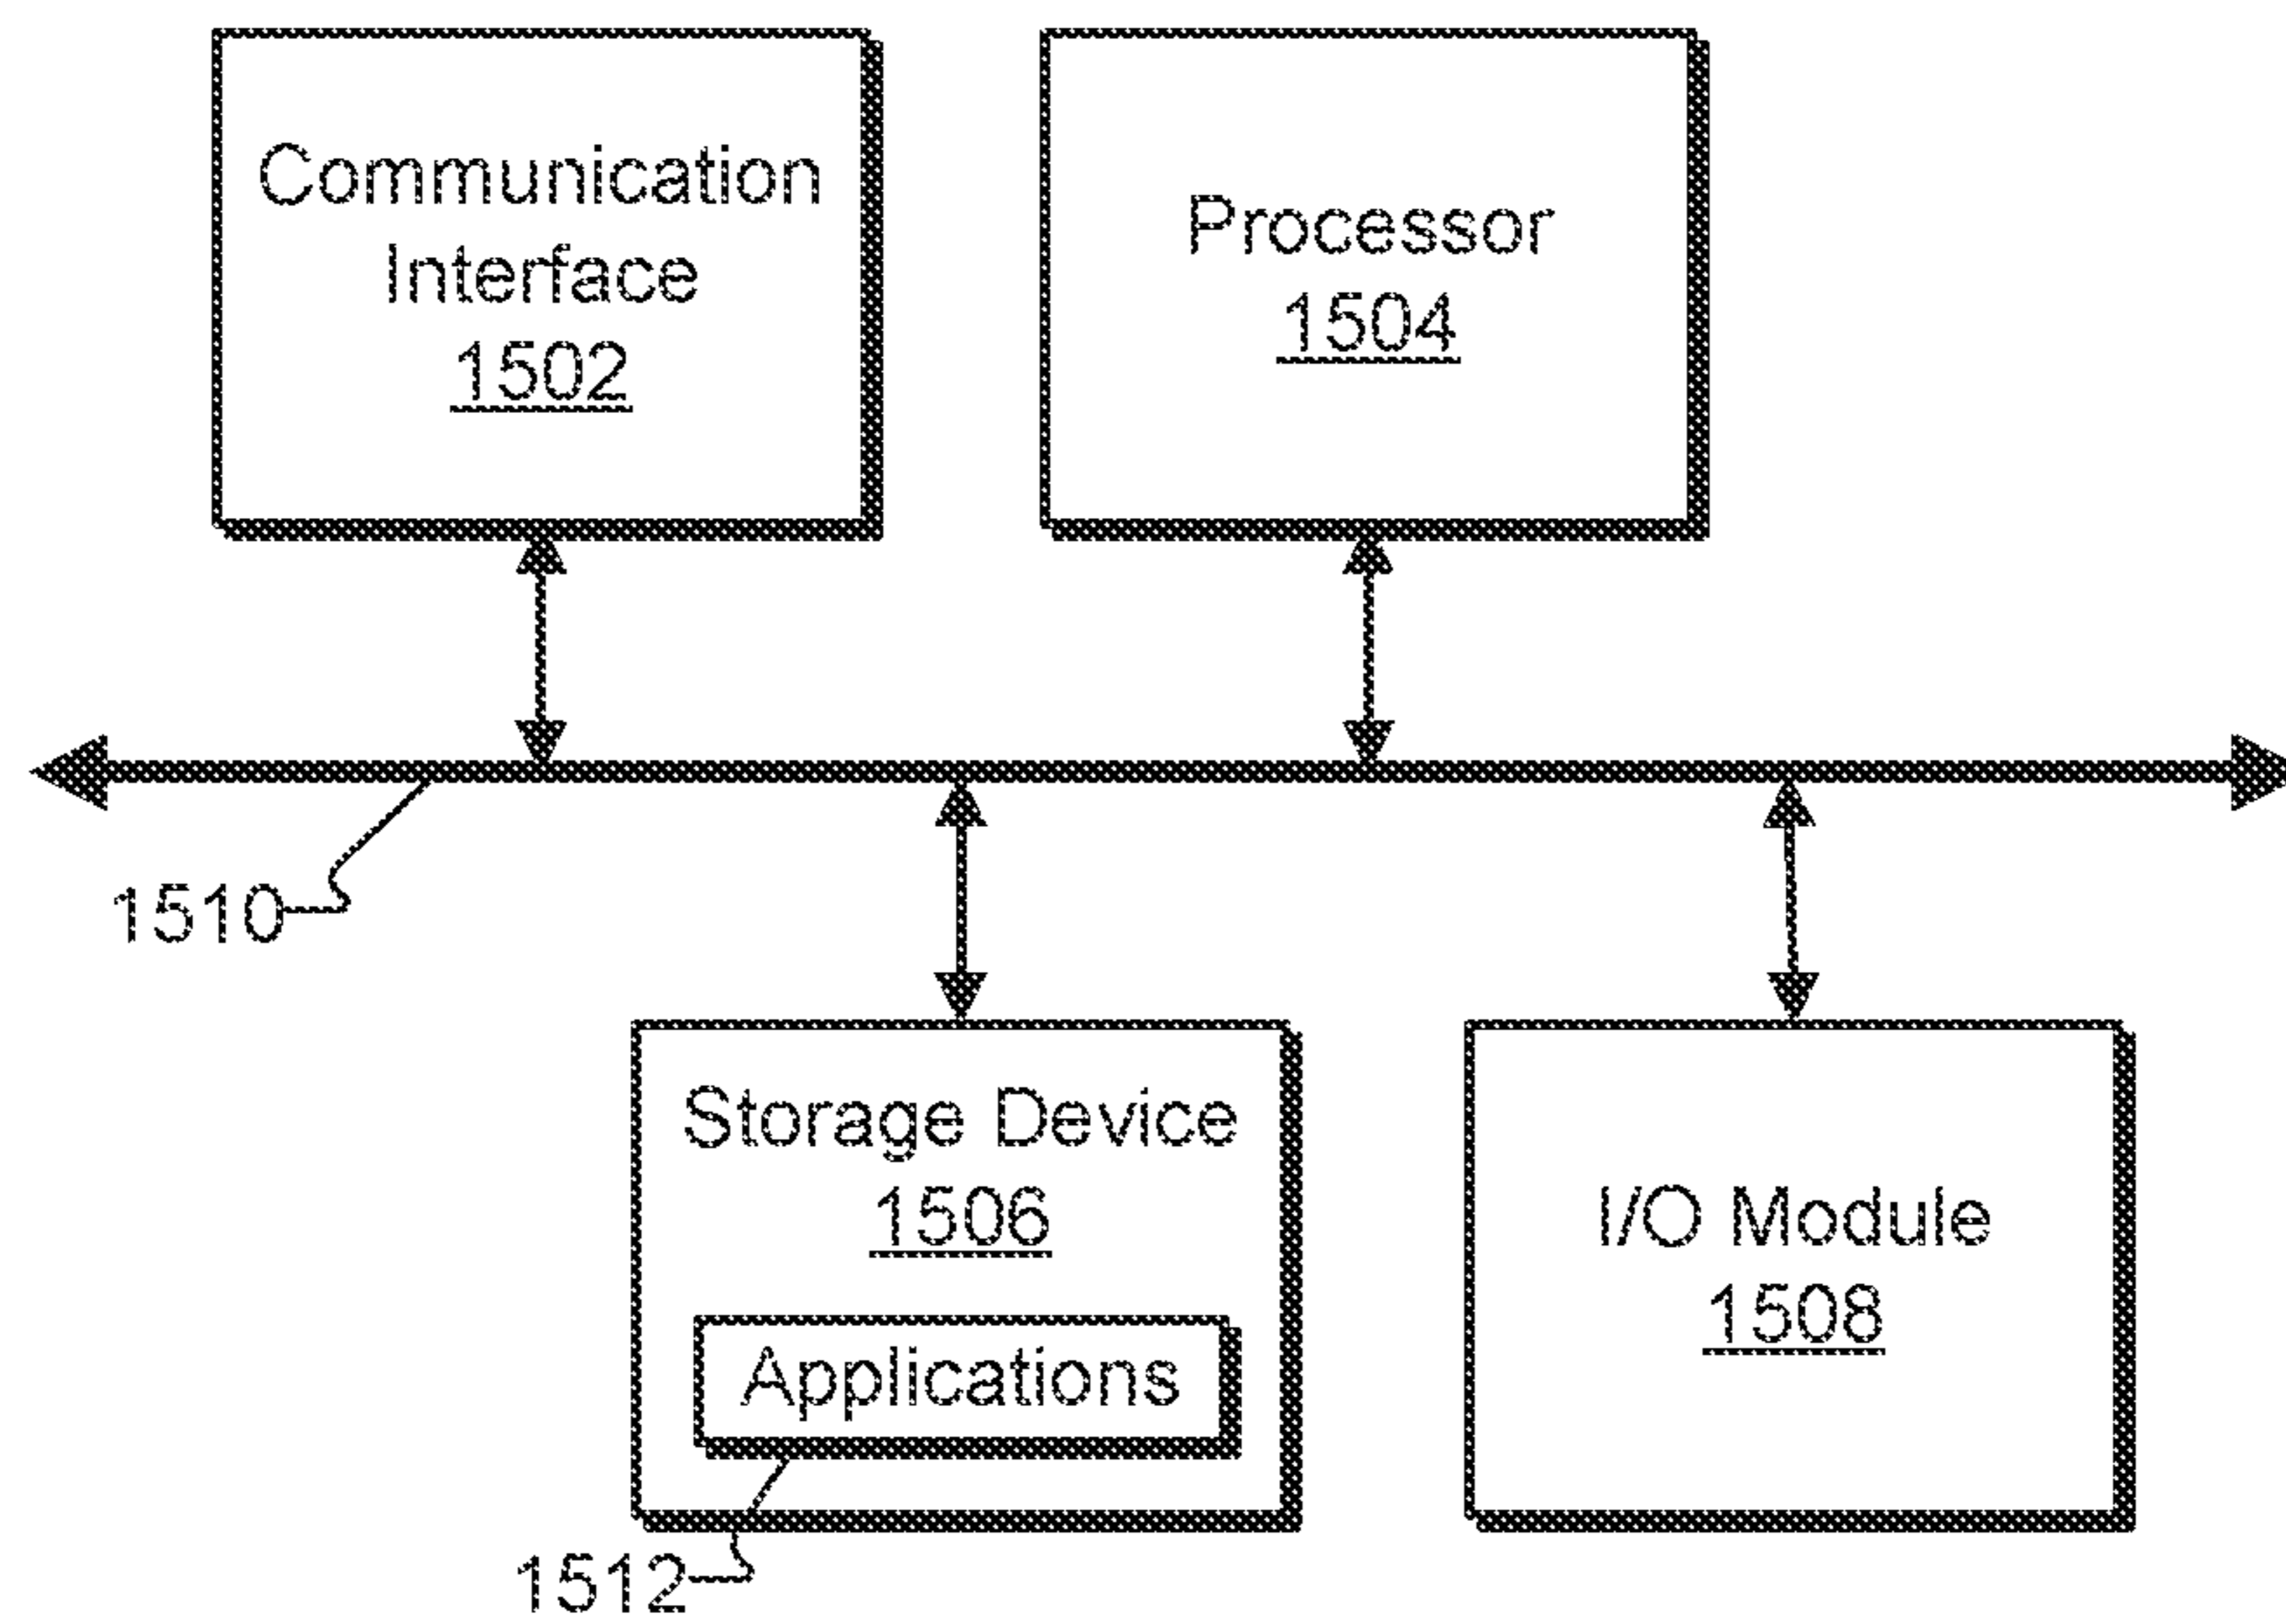 Communication
Interface
1502
Processor
1504
1510
Storage Device
1506
Applications
1512
I/O Module
1508